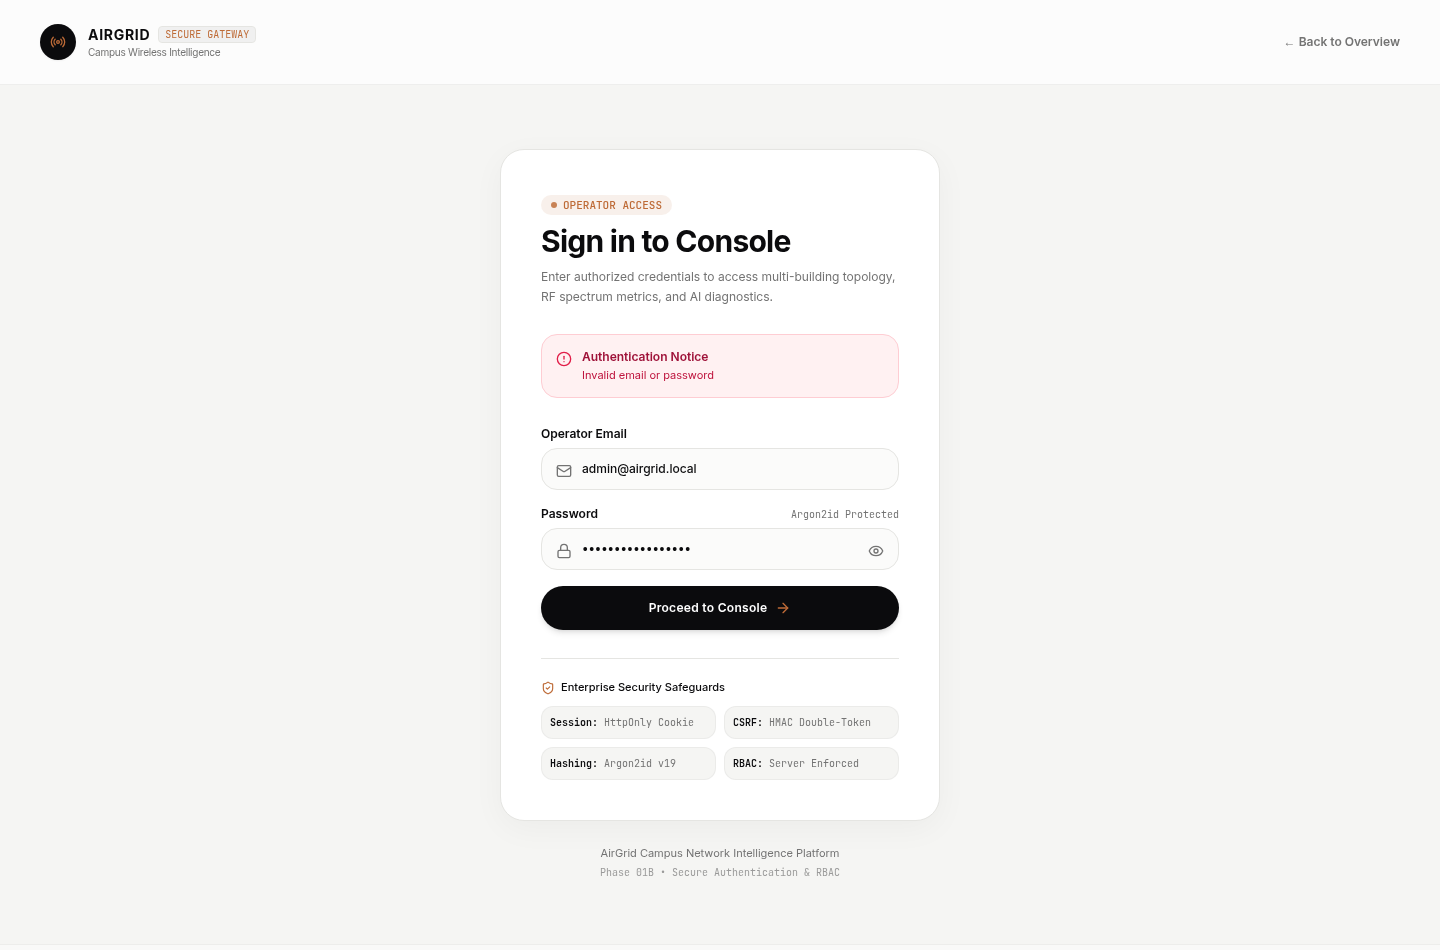 AIRGRID SECURE GATEWAY
Campus Wireless Intelligence
← Back to Overview
OPERATOR ACCESS
Sign in to Console
Enter authorized credentials to access multi-building topology,
RF spectrum metrics, and AI diagnostics.
Authentication Notice
Invalid email or password
Operator Email
admin@airgrid.local
Password Argon2id Protected
•••••••••••••••••
Proceed to Console →
Enterprise Security Safeguards
Session: HttpOnly Cookie
CSRF: HMAC Double-Token
Hashing: Argon2id v19
RBAC: Server Enforced
AirGrid Campus Network Intelligence Platform
Phase 01B • Secure Authentication & RBAC